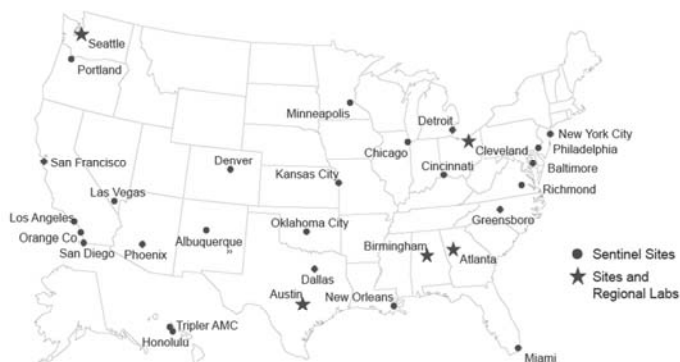 Seattle
Portland
Minneapolis
Detroit
New York City
Chicago
Cleveland
Philadelphia
San Francisco
Denver
Cincinnati
Baltimore
Kansas City
Las Vegas
Richmond
Los Angeles
Oklahoma City
Greensboro
Orange Co
Albuquerque
Birmingham
San Diego
Phoenix
Atlanta
Sentinel Sites
Dallas
Sites and
Regional Labs
Austin
New Orleans
Tripler AMC
Honolulu
Miami